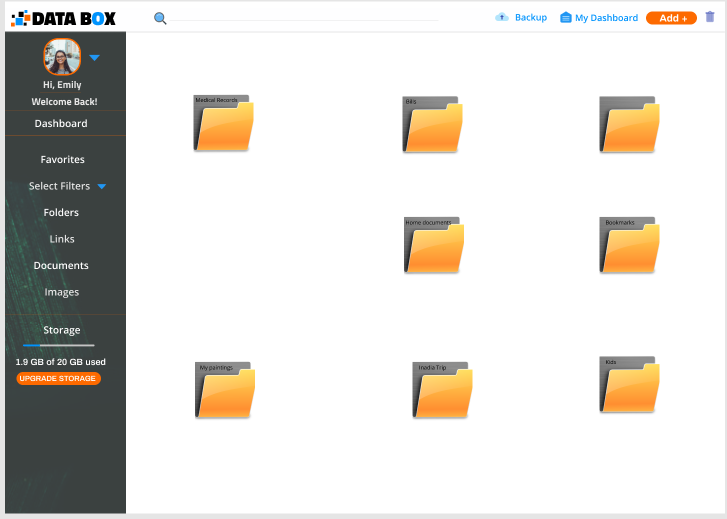 DATA BOX
Backup
My Dashboard
Add +
Hi, Emily
Welcome Back!
Dashboard
Favorites
Select Filters
Folders
Links
Documents
Images
Storage
1.9 GB of 20 GB used
UPGRADE STORAGE
Medical Records
Bills
Home documents
Bookmarks
My paintings
Inadia Trip
Kids